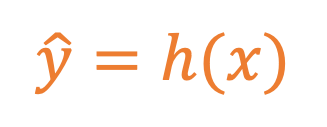 ŷ = h(x)